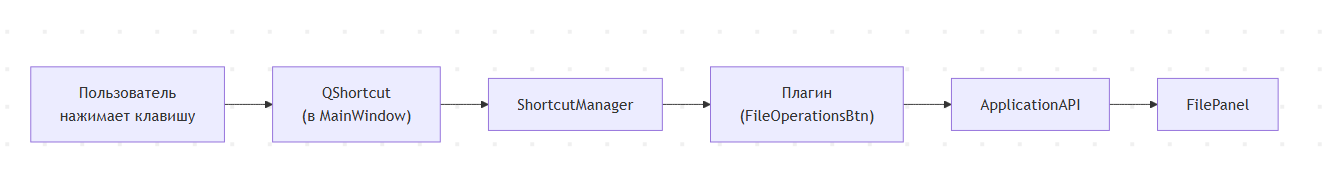 Пользователь
нажимает клавишу
QShortcut
(в MainWindow)
ShortcutManager
Плагин
(FileOperationsBtn)
ApplicationAPI
FilePanel